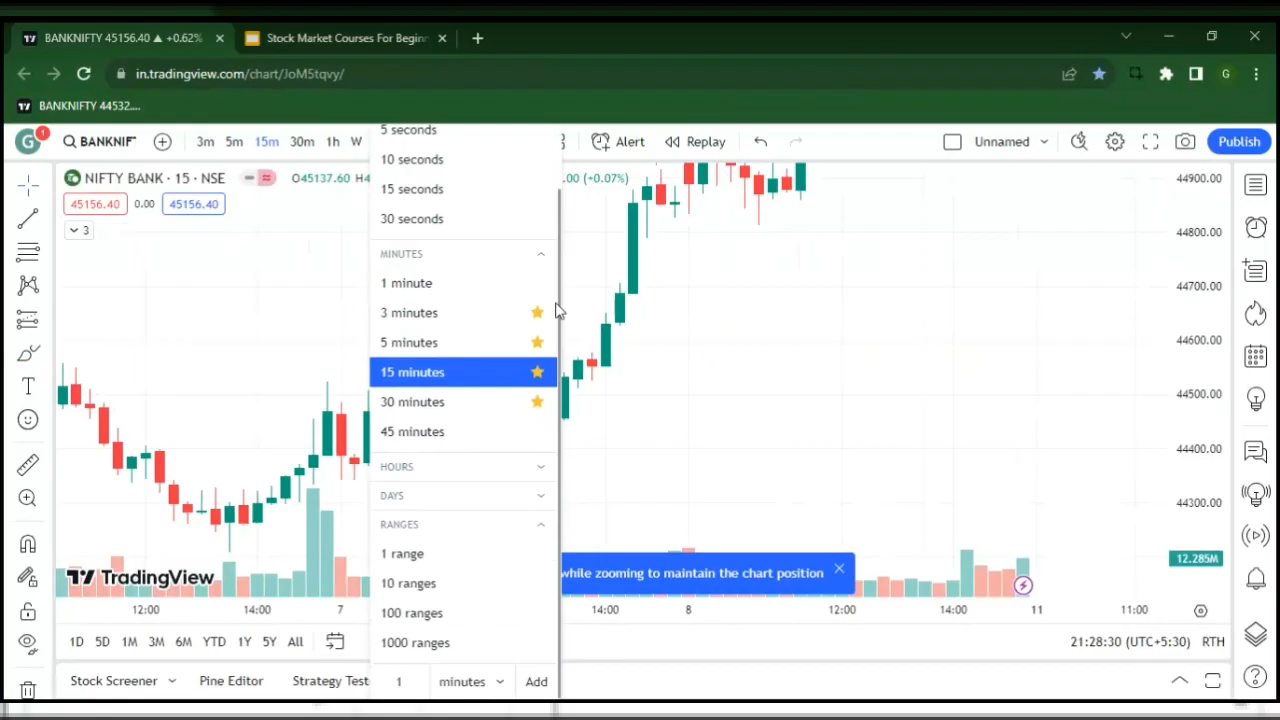 BANKNIFTY 45156.40 ▲ +0.62%
Stock Market Courses For Beginn
in.tradingview.com/chart/JoM5tqvy/
G
BANKNIFTY 44532....
G
1
BANKNIF
3m 5m 15m 30m 1h W
Alert
Replay
Unnamed
Publish
NIFTY BANK · 15 · NSE
O45137.60 H4
.00 (+0.07%)
45156.40
0.00
45156.40
3
5 seconds
10 seconds
15 seconds
30 seconds
MINUTES
1 minute
3 minutes
5 minutes
15 minutes
30 minutes
45 minutes
HOURS
DAYS
RANGES
1 range
10 ranges
100 ranges
1000 ranges
1
minutes
Add
44900.00
44800.00
44700.00
44600.00
44500.00
44400.00
44300.00
12.285M
while zooming to maintain the chart position
TradingView
12:00 14:00 7 14:00 8 12:00 14:00 11 11:00
1D 5D 1M 3M 6M YTD 1Y 5Y All
21:28:30 (UTC+5:30)
RTH
Stock Screener
Pine Editor
Strategy Test